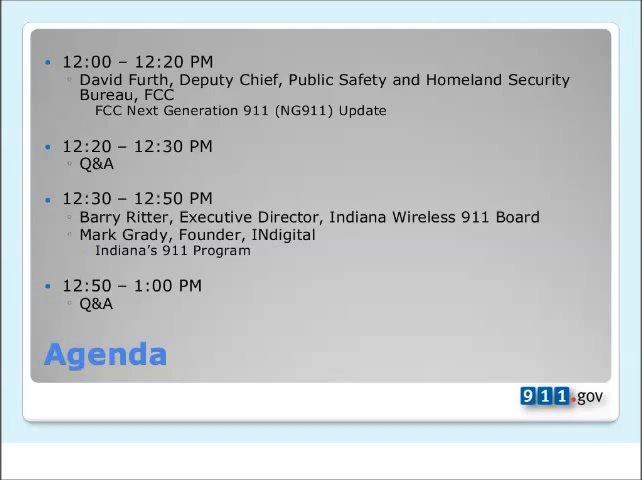 • 12:00 – 12:20 PM
◦ David Furth, Deputy Chief, Public Safety and Homeland Security
Bureau, FCC
FCC Next Generation 911 (NG911) Update
• 12:20 – 12:30 PM
◦ Q&A
• 12:30 – 12:50 PM
◦ Barry Ritter, Executive Director, Indiana Wireless 911 Board
◦ Mark Grady, Founder, INdigital
Indiana’s 911 Program
• 12:50 – 1:00 PM
◦ Q&A
Agenda
911.gov